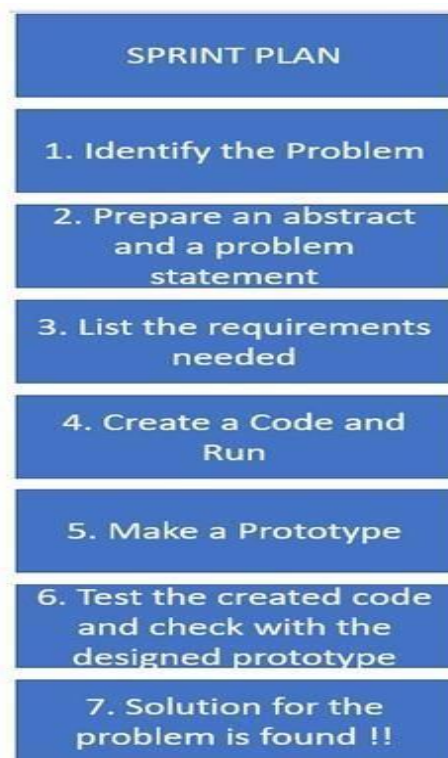 SPRINT PLAN
1. Identify the Problem
2. Prepare an abstract
and a problem
statement
3. List the requirements
needed
4. Create a Code and
Run
5. Make a Prototype
6. Test the created code
and check with the
designed prototype
7. Solution for the
problem is found !!